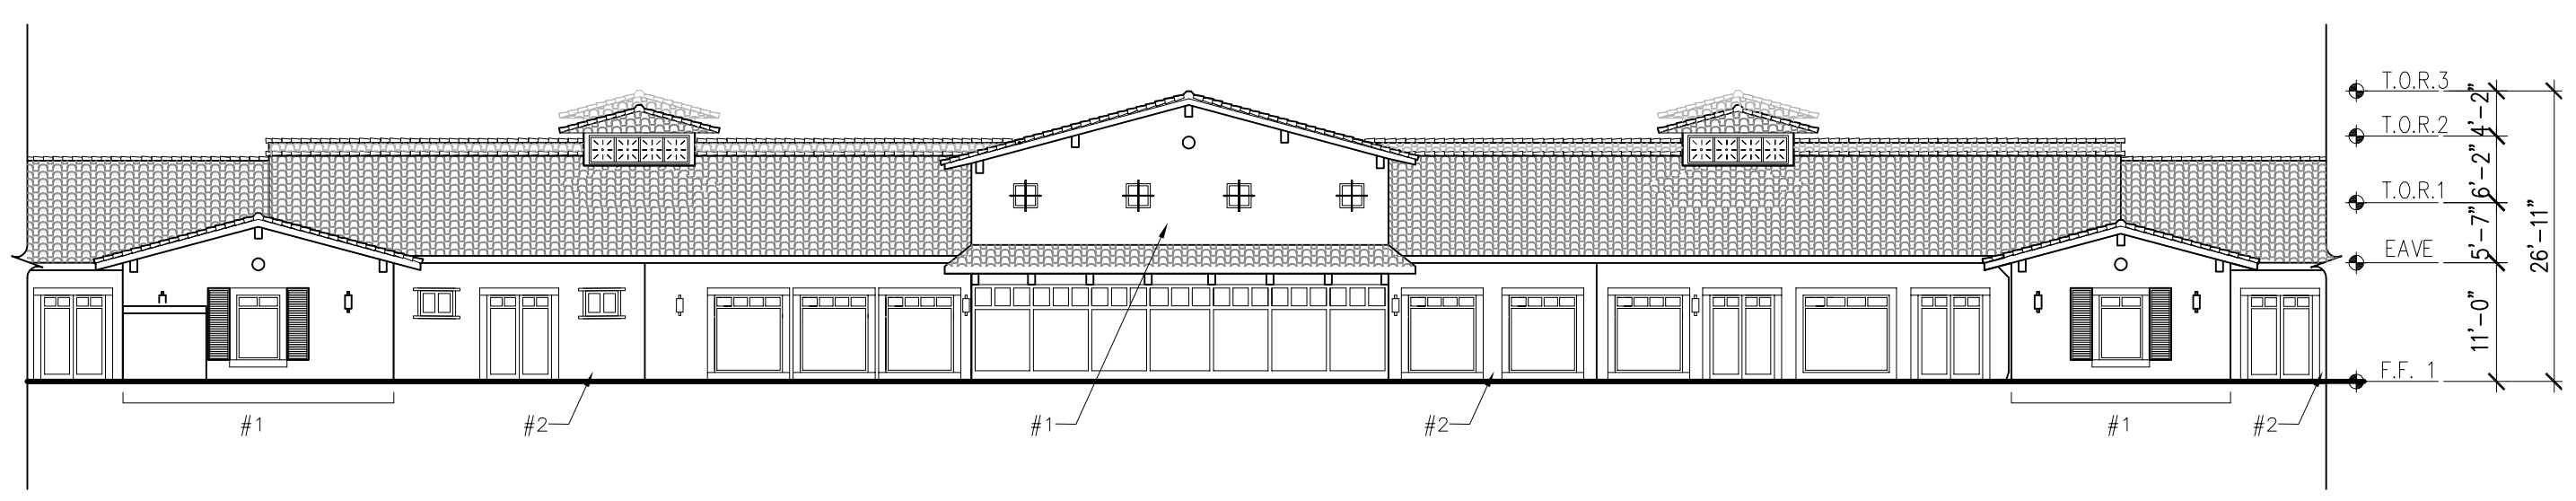 T.O.R.3
4'-2"
T.O.R.2
6'-2"
T.O.R.1
5'-7"
26'-11"
EAVE
11'-0"
F.F. 1
#1
#2
#1
#2
#1
#2